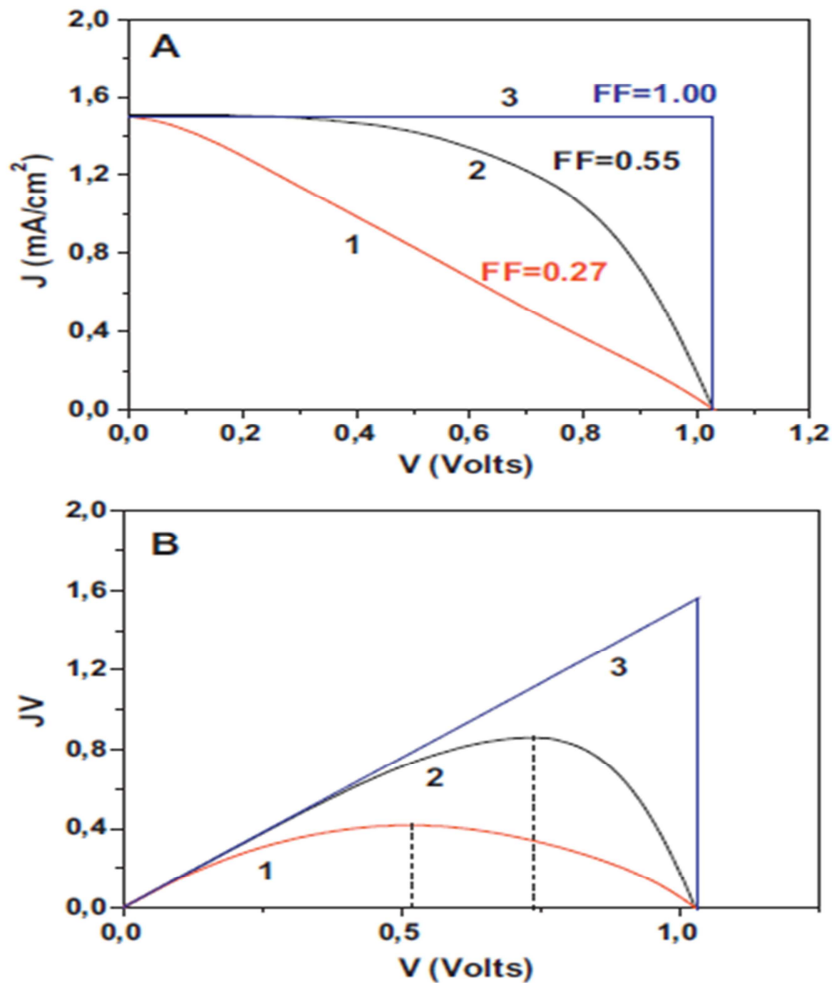 2,0
A
3
FF=1.00
1,6
2
FF=0.55
1,2
J (mA/cm²)
1
FF=0.27
0,8
0,4
0,0
0,0 0,2 0,4 0,6 0,8 1,0 1,2
V (Volts)
2,0
B
1,6
3
1,2
JV
0,8
2
0,4
1
0,0
0,0 0,5 1,0
V (Volts)